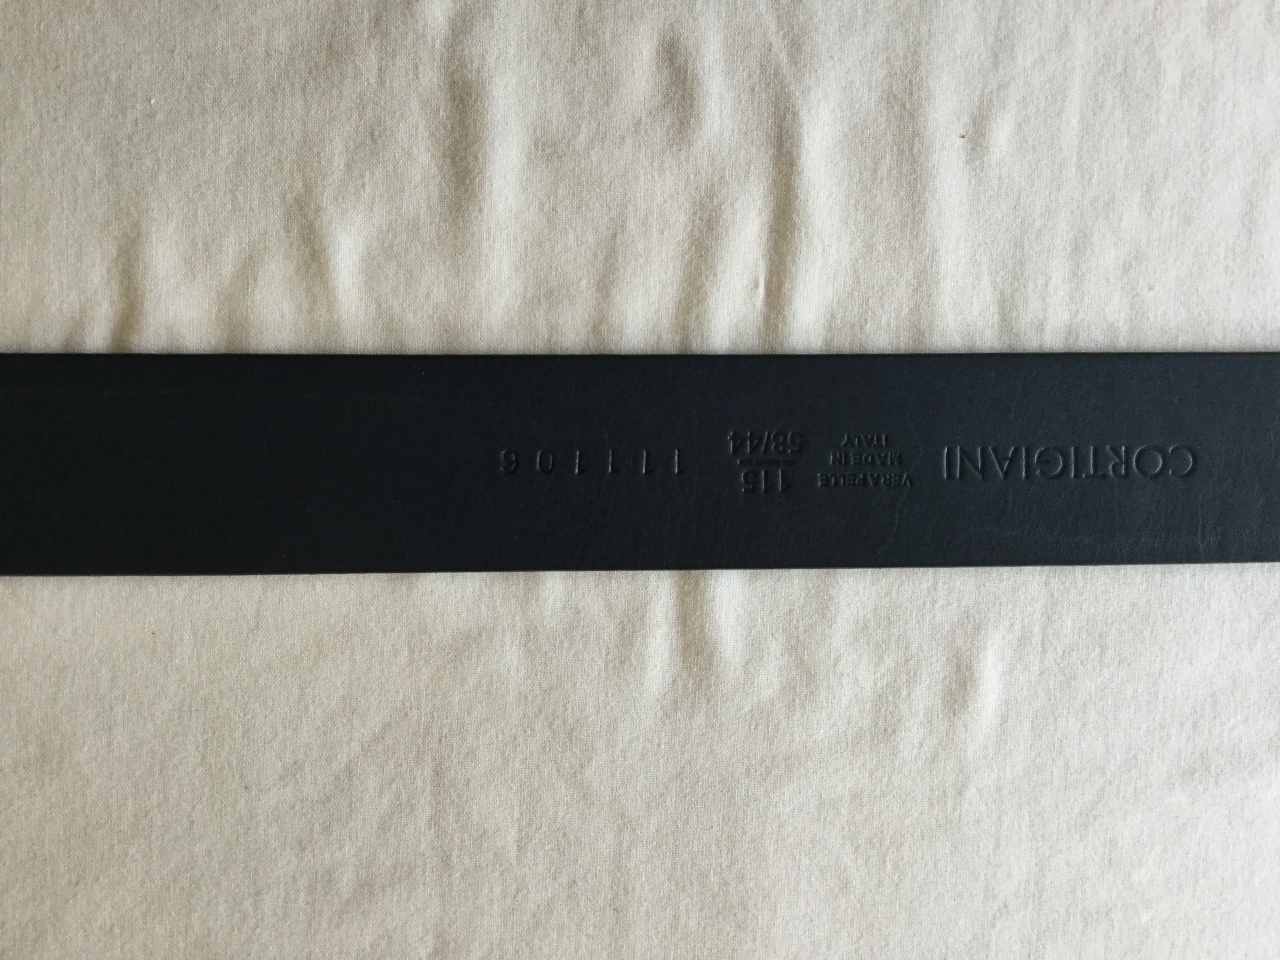 CORTIGIANI
VERA PELLE
MADE IN
ITALY
115
58/44
111106